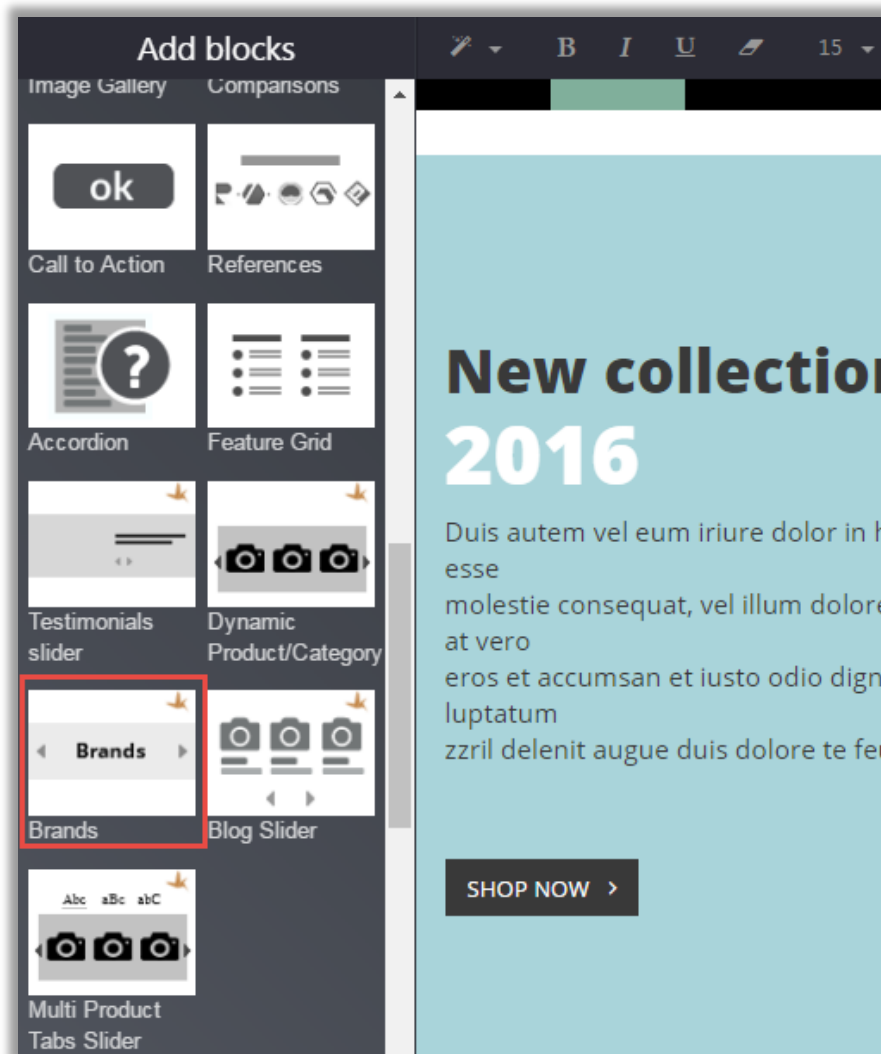 Add blocks
B I U 15
Image Gallery Comparisons
ok
Call to Action References
?
Accordion Feature Grid
Testimonials
slider
Dynamic
Product/Category
Brands
Brands Blog Slider
Abc aBc abC
Multi Product
Tabs Slider
New collection
2016
Duis autem vel eum iriure dolor in
esse
molestie consequat, vel illum dolore
at vero
eros et accumsan et iusto odio dign
luptatum
zzril delenit augue duis dolore te feu
SHOP NOW >